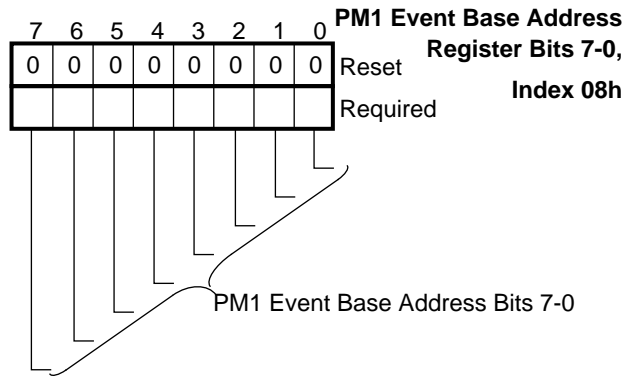 PM1 Event Base Address
Register Bits 7-0,
Index 08h
7 6 5 4 3 2 1 0
0 0 0 0 0 0 0 0 Reset
Required
PM1 Event Base Address Bits 7-0